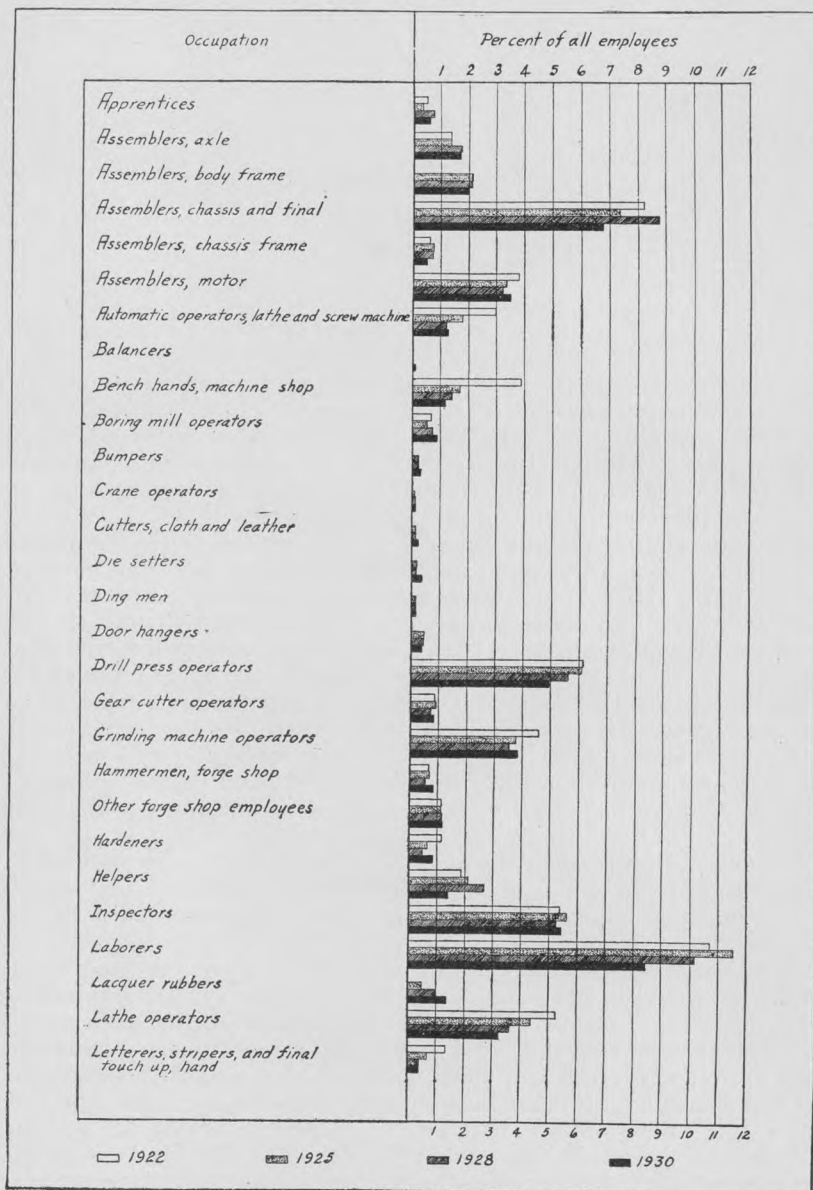 Occupation
Per cent of all employees
1 2 3 4 5 6 7 8 9 10 11 12
Apprentices
Assemblers, axle
Assemblers, body frame
Assemblers, chassis and final
Assemblers, chassis frame
Assemblers, motor
Automatic operators, lathe and screw machine
Balancers
Bench hands, machine shop
Boring mill operators
Bumpers
Crane operators
Cutters, cloth and leather
Die setters
Ding men
Door hangers
Drill press operators
Gear cutter operators
Grinding machine operators
Hammermen, forge shop
Other forge shop employees
Hardeners
Helpers
Inspectors
Laborers
Lacquer rubbers
Lathe operators
Letterers, stripers, and final
touch up, hand
1 2 3 4 5 6 7 8 9 10 11 12
1922 1925 1928 1930